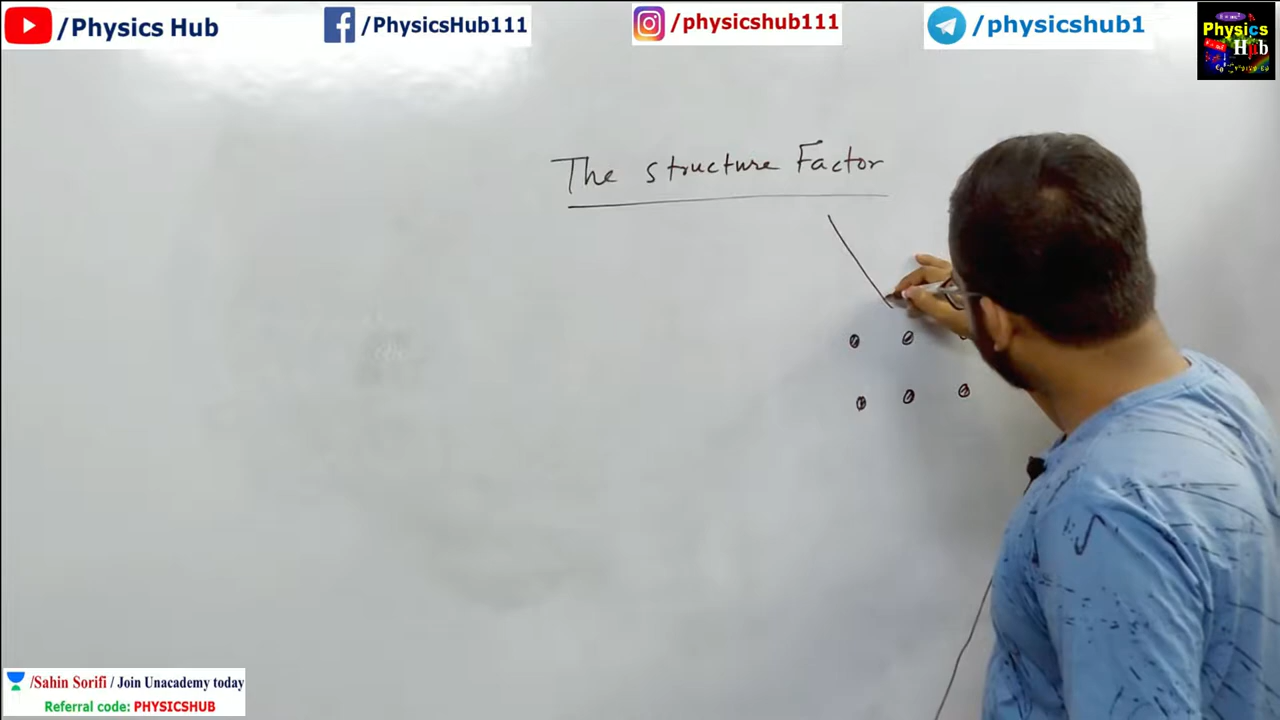 /Physics Hub
/PhysicsHub111
/physicshub111
/physicshub1
Physics
Hub
The structure Factor
/Sahin Sorifi / Join Unacademy today
Referral code: PHYSICSHUB